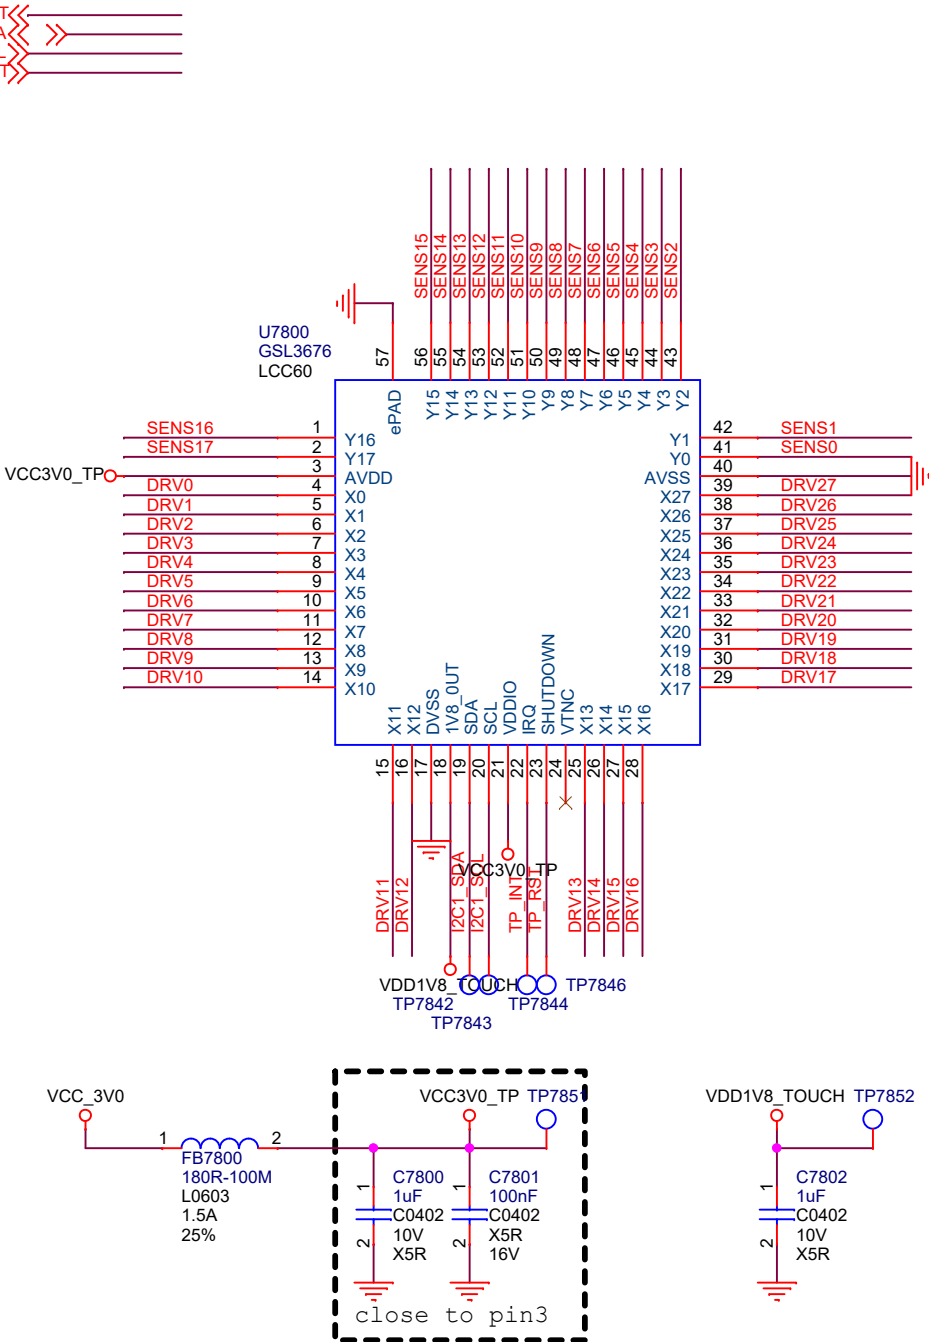 T
A
L
T
SENS15
SENS14
SENS13
SENS12
SENS11
SENS10
SENS9
SENS8
SENS7
SENS6
SENS5
SENS4
SENS3
SENS2
U7800
GSL3676
LCC60
57
56
55
54
53
52
51
50
49
48
47
46
45
44
43
ePAD
Y15
Y14
Y13
Y12
Y11
Y10
Y9
Y8
Y7
Y6
Y5
Y4
Y3
Y2
SENS16 1 Y16
SENS17 2 Y17
VCC3V0_TP 3 AVDD
DRV0 4 X0
DRV1 5 X1
DRV2 6 X2
DRV3 7 X3
DRV4 8 X4
DRV5 9 X5
DRV6 10 X6
DRV7 11 X7
DRV8 12 X8
DRV9 13 X9
DRV10 14 X10
Y1 42 SENS1
Y0 41 SENS0
AVSS 40
X27 39 DRV27
X26 38 DRV26
X25 37 DRV25
X24 36 DRV24
X23 35 DRV23
X22 34 DRV22
X21 33 DRV21
X20 32 DRV20
X19 31 DRV19
X18 30 DRV18
X17 29 DRV17
X11
X12
DVSS
1V8_0UT
SDA
SCL
VDDIO
IRQ
SHUTDOWN
VTNC
X13
X14
X15
X16
15
16
17
18
19
20
21
22
23
24
25
26
27
28
DRV11
DRV12
I2C1_SDA
I2C1_SCL
VCC3V0_TP
TP_INT
TP_RST
DRV13
DRV14
DRV15
DRV16
VDD1V8_TOUCH
TP7842
TP7843
TP7844
TP7846
VCC_3V0
1 2
FB7800
180R-100M
L0603
1.5A
25%
VCC3V0_TP TP7851
1
2
C7800
1uF
C0402
10V
X5R
1
2
C7801
100nF
C0402
X5R
16V
close to pin3
VDD1V8_TOUCH TP7852
1
2
C7802
1uF
C0402
10V
X5R